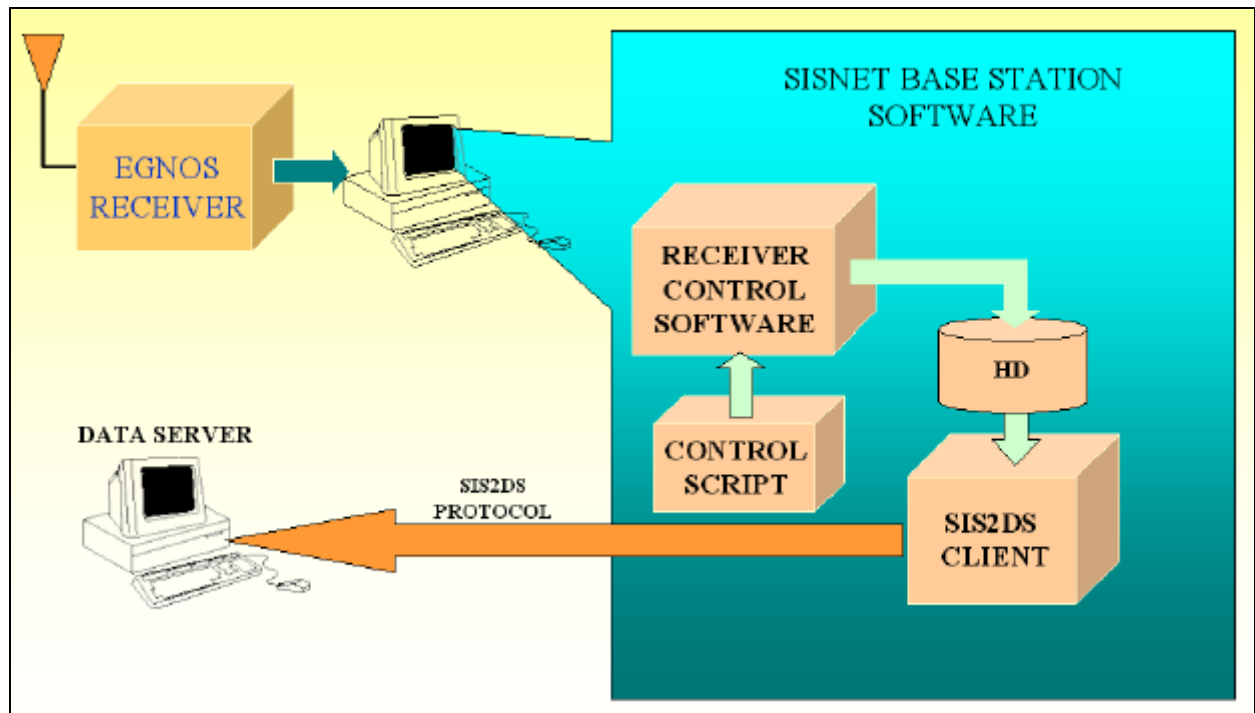 SISNET BASE STATION
SOFTWARE
EGNOS
RECEIVER
RECEIVER
CONTROL
SOFTWARE
HD
CONTROL
SCRIPT
SIS2DS
CLIENT
SIS2DS
PROTOCOL
DATA SERVER